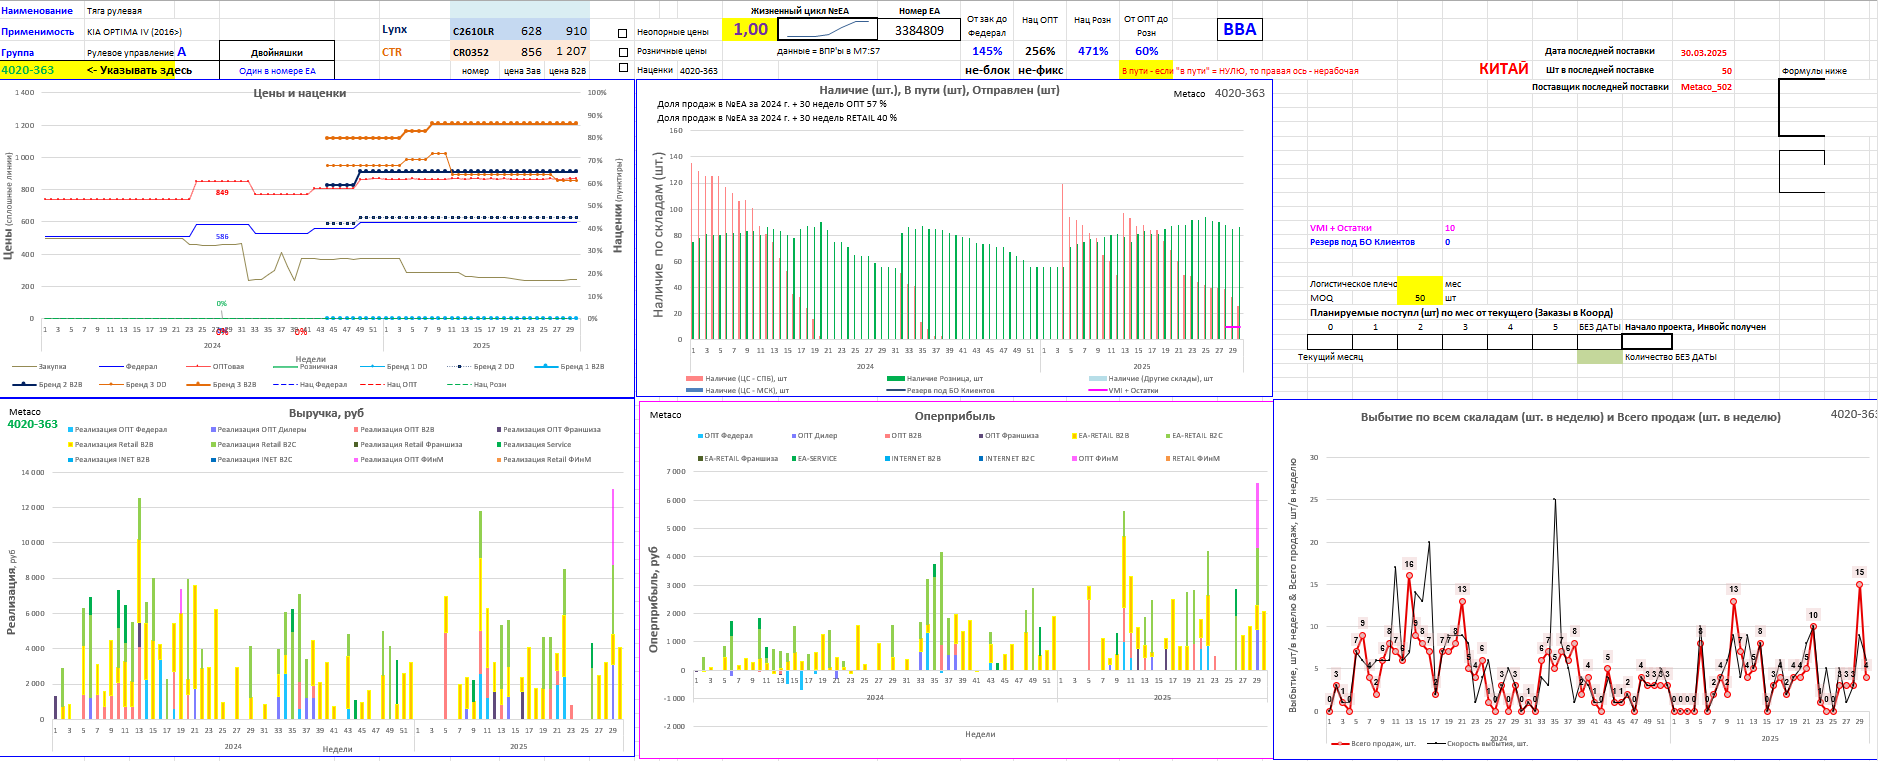 Наименование Тяга рулевая
Применимость KIA OPTIMA IV (2016>)
Группа Рулевое управление A Двойняшки
4020-363 <- Указывать здесь Один в номере EA
Lynx C2610LR 628 910
CTR CR0352 856 1 207
номер цена Зав цена B2B
Жизненный цикл №EA Номер EA
Неопорные цены 1,00 3384809
Розничные цены данные = ВПР'ы в M7:S7
Наценки 4020-363
От зак до Федерал Нац ОПТ Нац Розн От ОПТ до Розн
145% 256% 471% 60%
не-блок не-фикс
В пути - если "в пути" = НУЛЮ, то правая ось - нерабочая
BBA
КИТАЙ
Дата последней поставки 30.03.2025
Шт в последней поставке 50
Поставщик последней поставки Metaco_502
Формулы ниже
Цены и наценки
Цены (сплошные линии)
1 400
1 200
1 000
800
600
400
200
0
849
586
0%
0%
0%
100%
90%
80%
70%
60%
50%
40%
30%
20%
10%
0%
Наценки (пунктиры)
2024 2025
Недели
Закупка Федерал ОПТовая Розничная Бренд 1 DD Бренд 2 DD Бренд 1 B2B
Бренд 2 B2B Бренд 3 DD Бренд 3 B2B Нац Федерал Нац ОПТ Нац Розн
Наличие (шт.), В пути (шт), Отправлен (шт)
Metaco 4020-363
Доля продаж в №EA за 2024 г. + 30 недель ОПТ 57 %
Доля продаж в №EA за 2024 г. + 30 недель RETAIL 40 %
Наличие по складам (шт.)
160
140
120
100
80
60
40
20
0
2024 2025
Наличие (ЦС - СПБ), шт Наличие Розница, шт Наличие (Другие склады), шт
Наличие (ЦС - МСК), шт Резерв под БО Клиентов VMI + Остатки
VMI + Остатки 10
Резерв под БО Клиентов 0
Логистическое плечо мес
MOQ 50 шт
Планируемые поступл (шт) по мес от текущего (Заказы в Коорд)
0 1 2 3 4 5 БЕЗ ДАТЫ Начало проекта, Инвойс получен
Текущий месяц Количество БЕЗ ДАТЫ
Metaco
4020-363
Выручка, руб
Реализация ОПТ Федерал Реализация ОПТ Дилеры Реализация ОПТ B2B Реализация ОПТ Франшиза
Реализация Retail B2B Реализация Retail B2C Реализация Retail Франшиза Реализация Service
Реализация INET B2B Реализация INET B2C Реализация ОПТ ФИнМ Реализация Retail ФИнМ
Реализация, руб
14 000
12 000
10 000
8 000
6 000
4 000
2 000
0
2024 2025
Недели
Metaco
Оперприбыль
ОПТ Федерал ОПТ Дилер ОПТ B2B ОПТ Франшиза EA-RETAIL B2B EA-RETAIL B2C
EA-RETAIL Франшиза EA-SERVICE INTERNET B2B INTERNET B2C ОПТ ФИнМ RETAIL ФИнМ
Оперприбыль, руб
7 000
6 000
5 000
4 000
3 000
2 000
1 000
0
-1 000
-2 000
2024 2025
Недели
Выбытие по всем скаладам (шт. в неделю) и Всего продаж (шт. в неделю)
4020-363
Выбытие, шт/в неделю & Всего продаж, шт/в неделю
30
25
20
15
10
5
0
2024 2025
Всего продаж, шт. Скорость выбытия, шт.